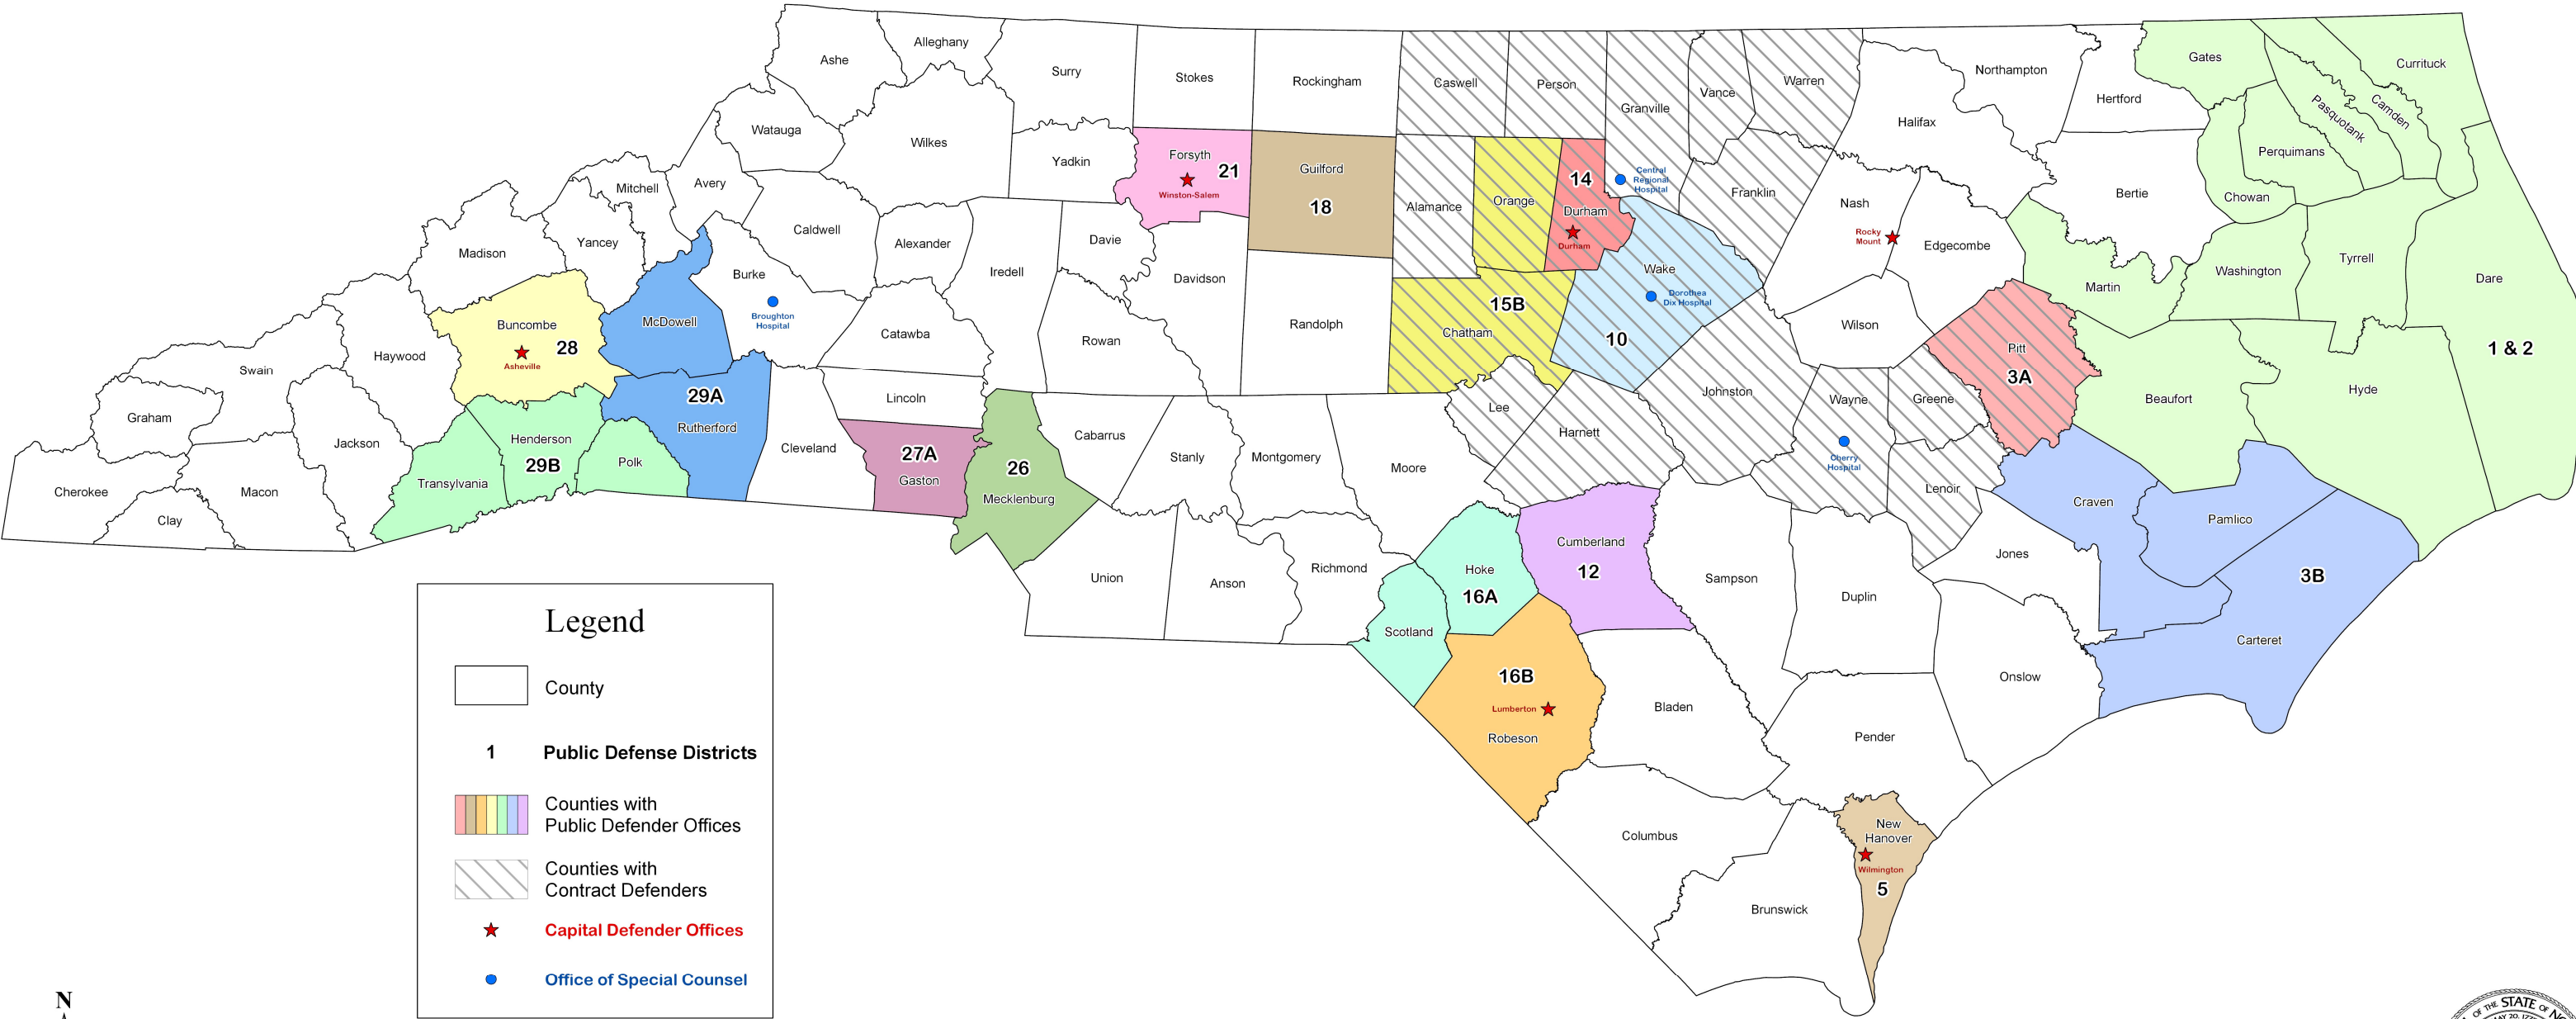 Ashe
Alleghany
Surry
Stokes
Rockingham
Caswell
Person
Granville
Vance
Warren
Halifax
Northampton
Hertford
Gates
Currituck
Camden
Pasquotank
Perquimans
Chowan
Bertie
Watauga
Wilkes
Yadkin
Forsyth
21
Winston-Salem
Guilford
18
Alamance
Orange
14
Durham
Durham
Central
Regional
Hospital
Franklin
Nash
Rocky
Mount
Edgecombe
Martin
Washington
Tyrrell
Dare
1 & 2
Mitchell
Avery
Madison
Yancey
Caldwell
Alexander
Iredell
Davie
Davidson
Randolph
15B
Chatham
Wake
Dorothea
Dix Hospital
10
Wilson
Pitt
3A
Beaufort
Hyde
Burke
Broughton
Hospital
McDowell
Buncombe
28
Asheville
Haywood
Swain
Graham
Catawba
Rowan
Lincoln
29A
Rutherford
Cleveland
27A
Gaston
26
Mecklenburg
Cabarrus
Stanly
Montgomery
Moore
Lee
Harnett
Johnston
Wayne
Cherry
Hospital
Greene
Lenoir
Craven
Pamlico
Jones
3B
Carteret
Cherokee
Clay
Macon
Jackson
Transylvania
Henderson
29B
Polk
Union
Anson
Richmond
Hoke
16A
Scotland
Cumberland
12
Sampson
Duplin
Onslow
16B
Lumberton
Robeson
Bladen
Pender
Columbus
Brunswick
New
Hanover
Wilmington
5
Legend
County
1 Public Defense Districts
Counties with
Public Defender Offices
Counties with
Contract Defenders
Capital Defender Offices
Office of Special Counsel
N
OF THE STATE OF
MAY 20,